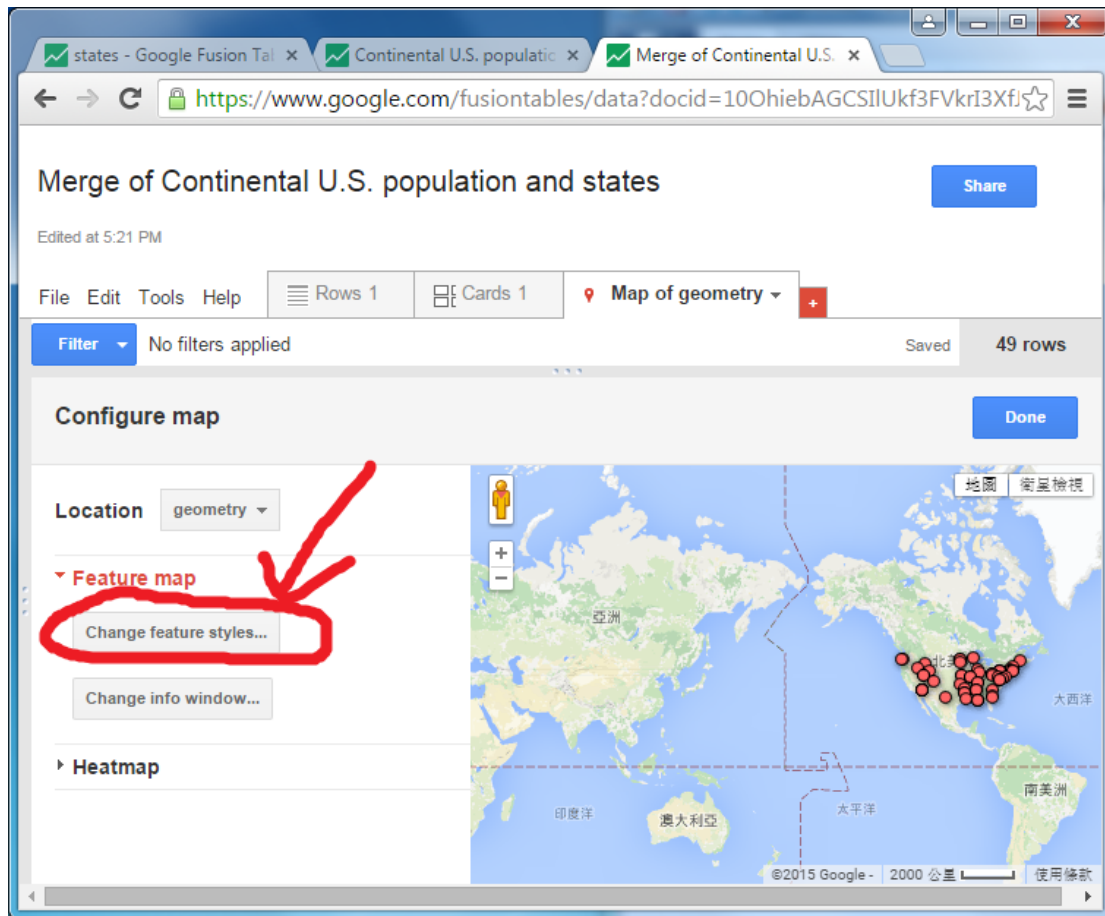 states - Google Fusion Tal
Continental U.S. populatic
Merge of Continental U.S.
https://www.google.com/fusiontables/data?docid=10OhiebAGCSIlUkf3FVkrI3XfJ
Merge of Continental U.S. population and states
Share
Edited at 5:21 PM
File Edit Tools Help Rows 1 Cards 1 Map of geometry +
Filter No filters applied Saved 49 rows
Configure map
Done
Location geometry
地圖 衛星檢視
Feature map
Change feature styles...
Change info window...
Heatmap
亞洲
北美
大西洋
南美洲
印度洋
澳大利亞
太平洋
©2015 Google - 2000 公里 使用條款